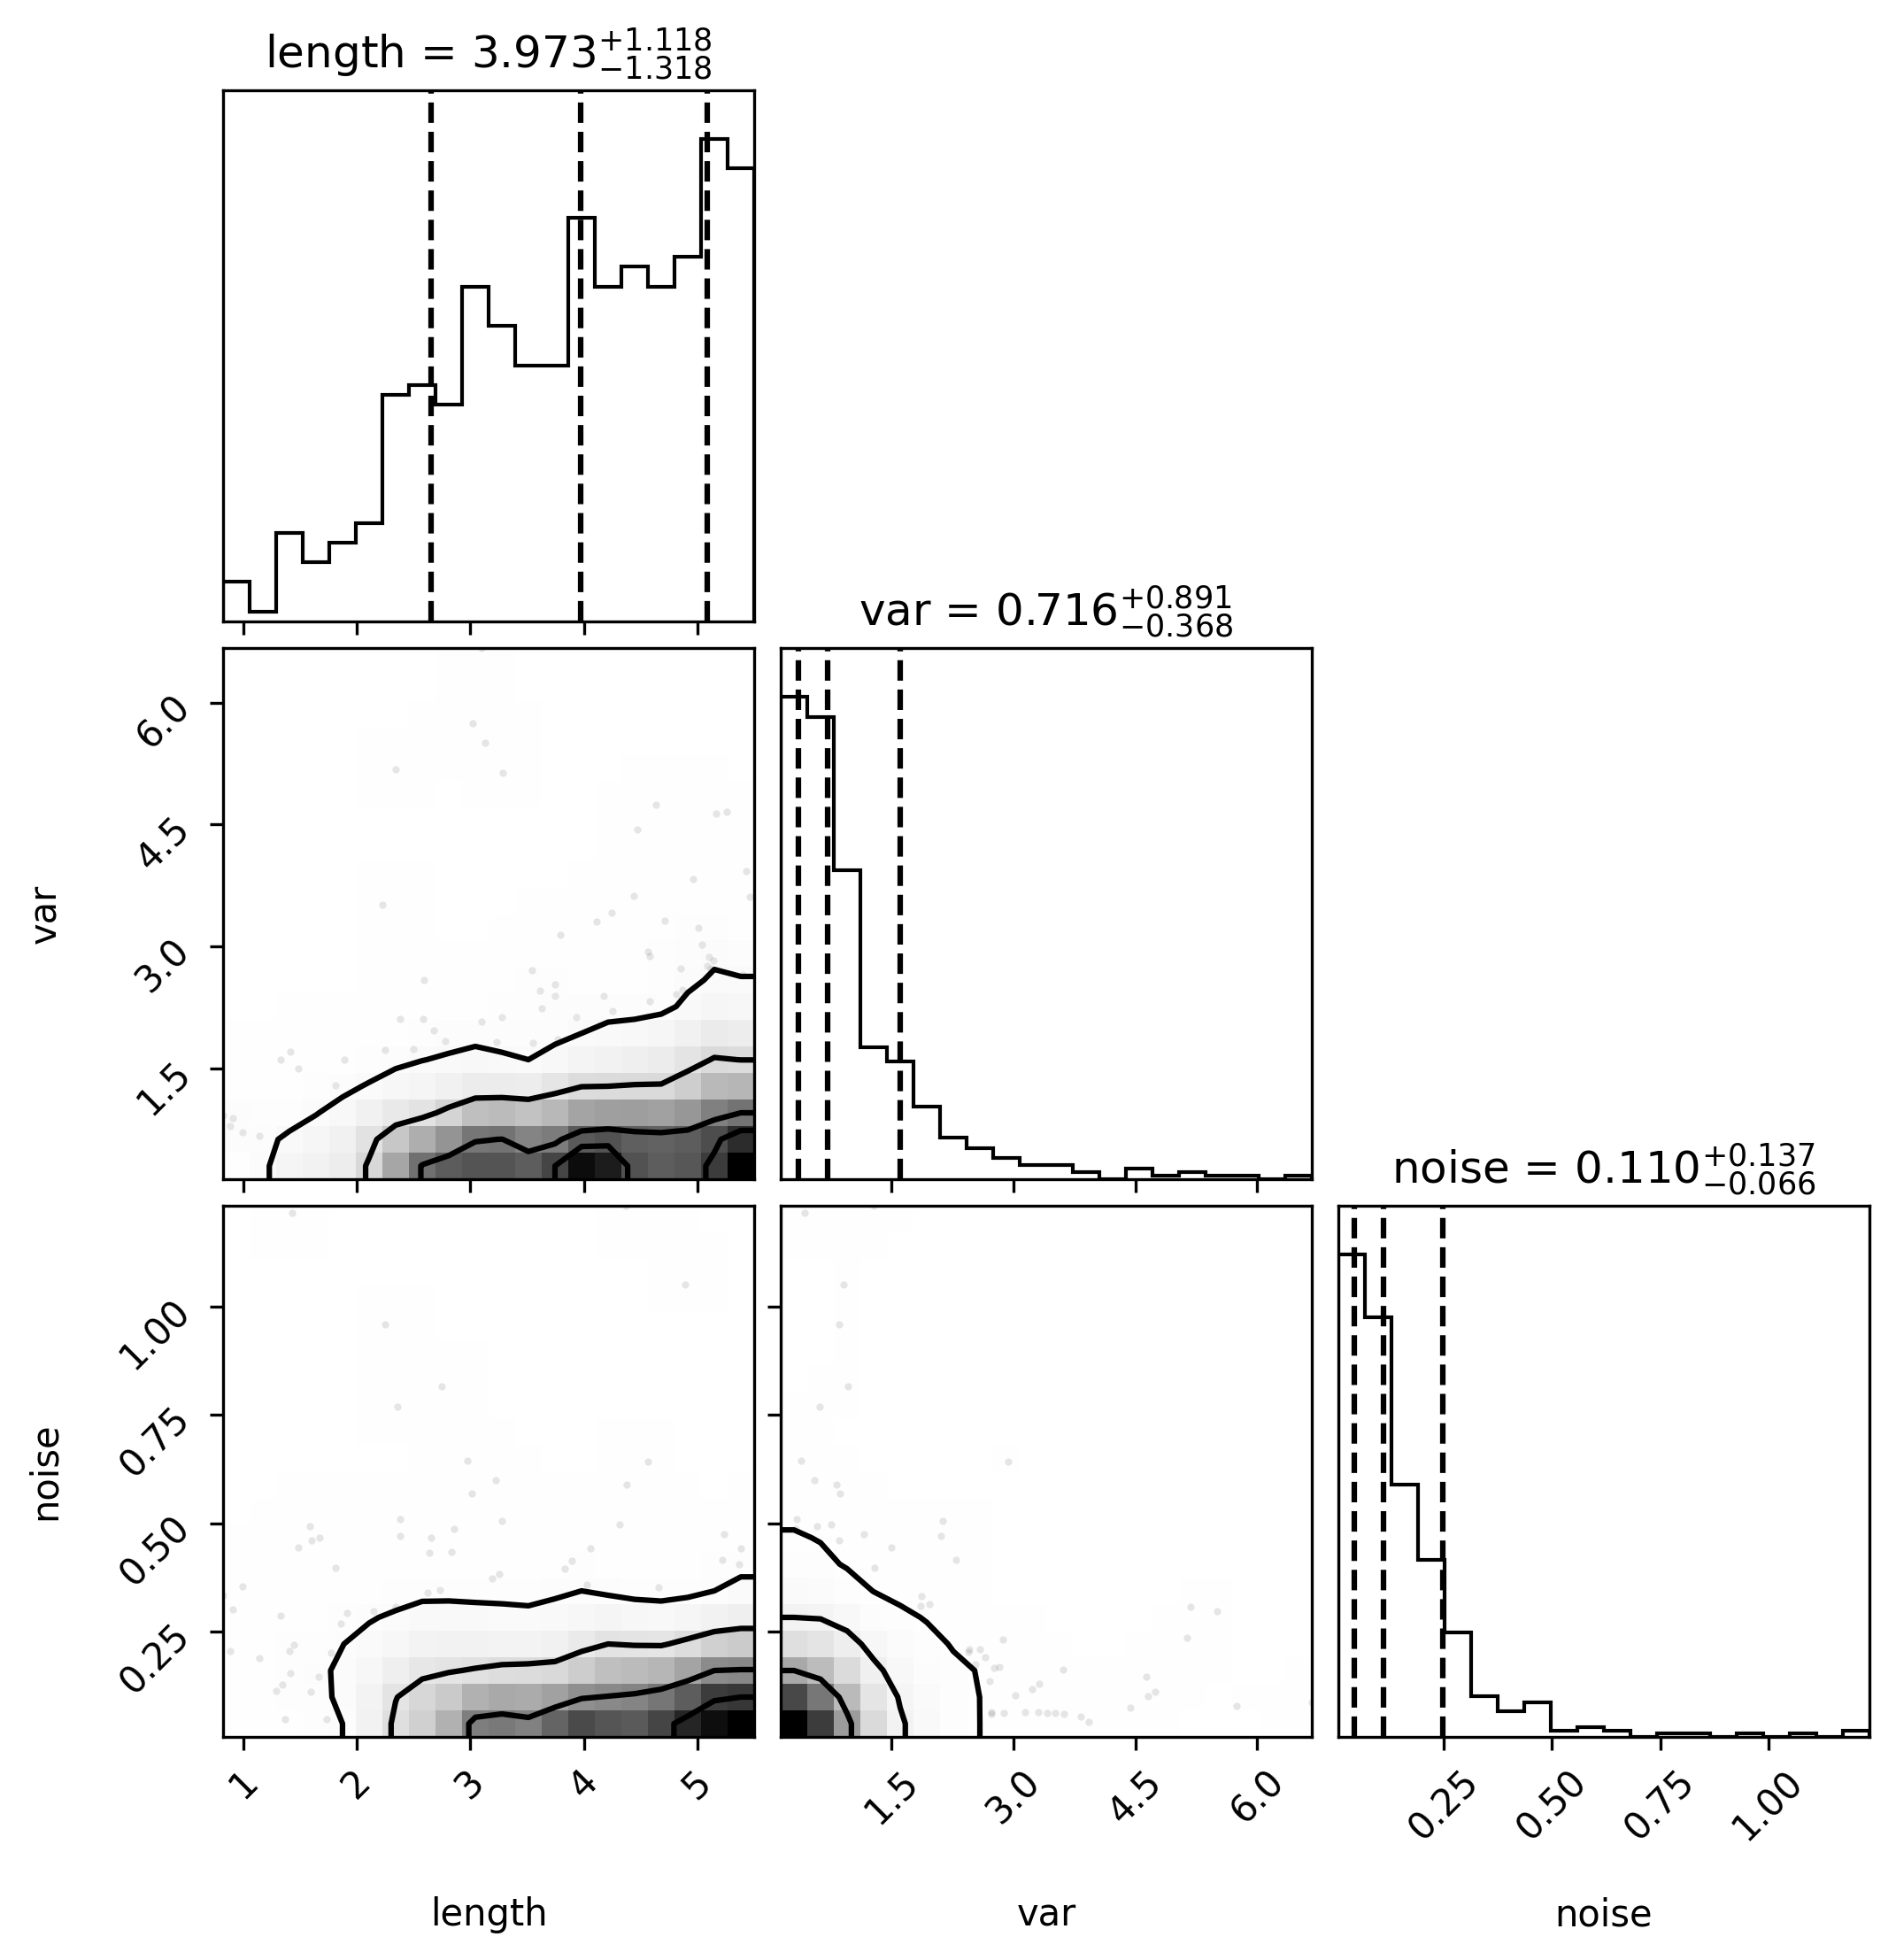 length = 3.973+1.118−1.318
var = 0.716+0.891−0.368
6.0
4.5
3.0
1.5
var
noise = 0.110+0.137−0.066
1.00
0.75
0.50
0.25
noise
1 2 3 4 5
1.5 3.0 4.5 6.0
0.25 0.50 0.75 1.00
length
var
noise